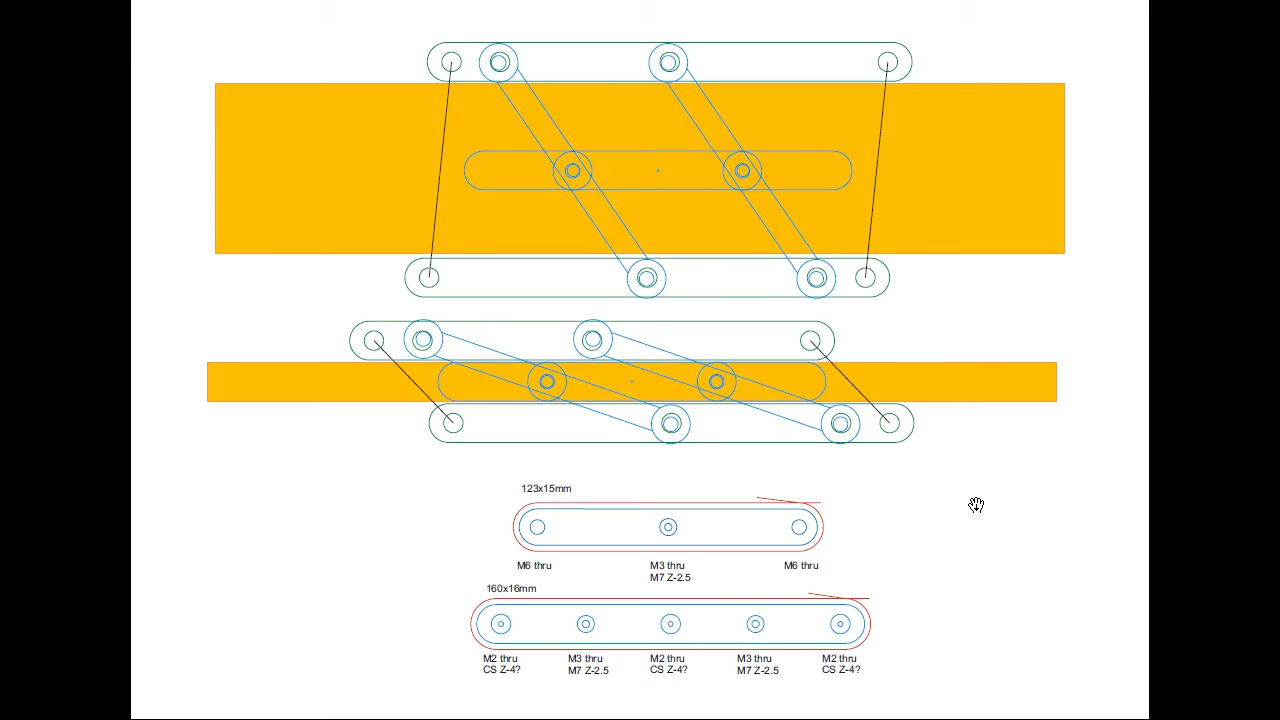 123x15mm
M6 thru M3 thru M6 thru
M7 Z-2.5
160x16mm
M2 thru M3 thru M2 thru M3 thru M2 thru
CS Z-4? M7 Z-2.5 CS Z-4? M7 Z-2.5 CS Z-4?